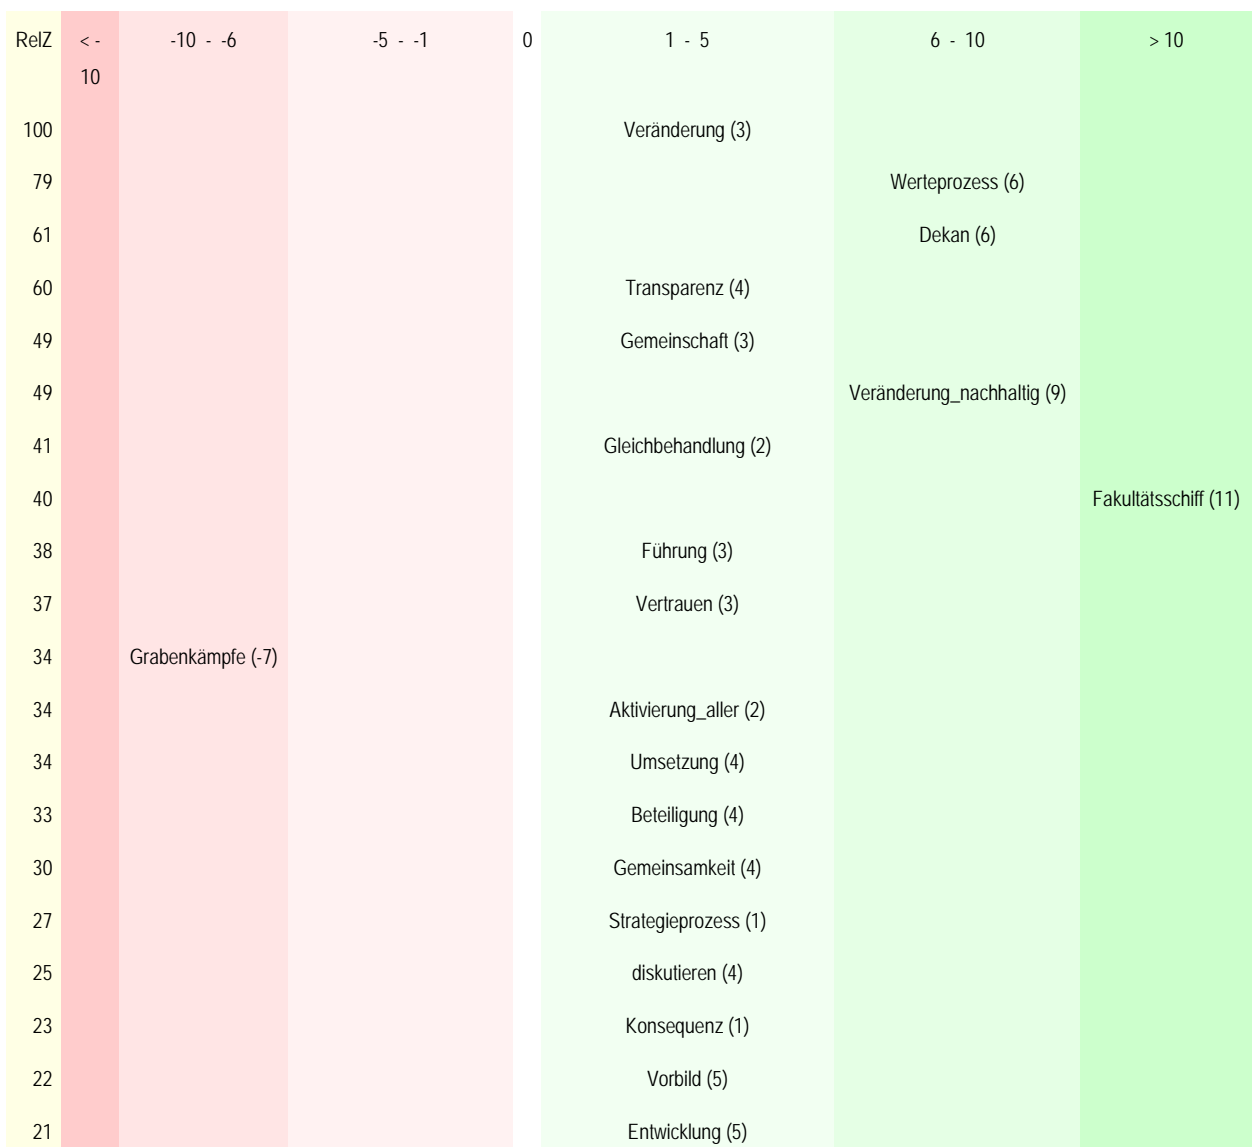 RelZ < - -10 - -6 -5 - -1 0 1 - 5 6 - 10 > 10
10
100 Veränderung (3)
79 Werteprozess (6)
61 Dekan (6)
60 Transparenz (4)
49 Gemeinschaft (3)
49 Veränderung_nachhaltig (9)
41 Gleichbehandlung (2)
40 Fakultätsschiff (11)
38 Führung (3)
37 Vertrauen (3)
34 Grabenkämpfe (-7)
34 Aktivierung_aller (2)
34 Umsetzung (4)
33 Beteiligung (4)
30 Gemeinsamkeit (4)
27 Strategieprozess (1)
25 diskutieren (4)
23 Konsequenz (1)
22 Vorbild (5)
21 Entwicklung (5)